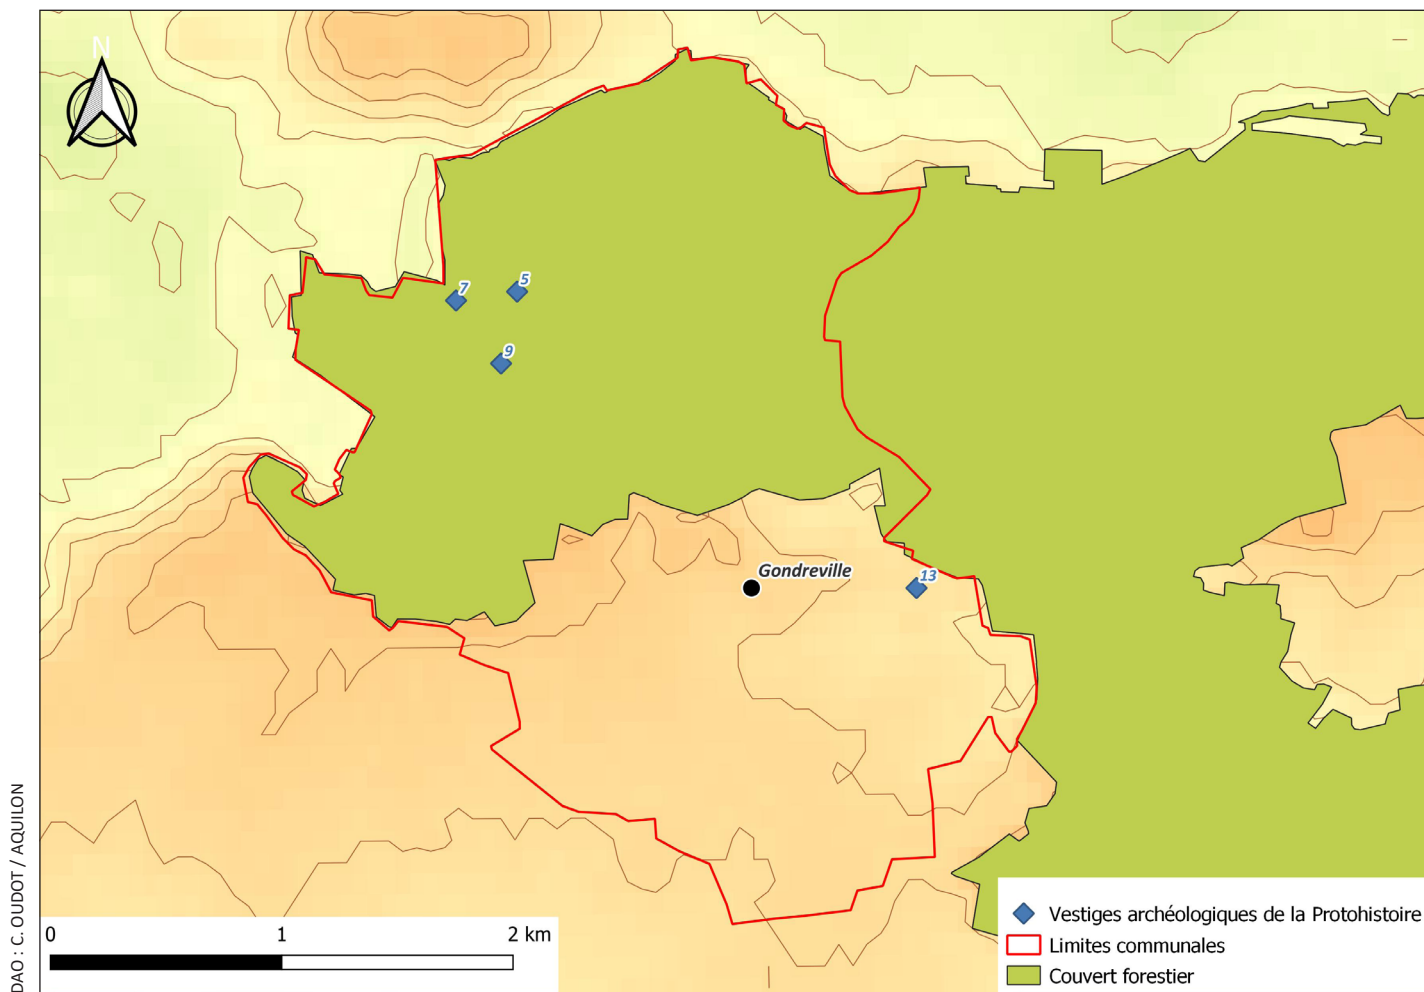 N
7
5
9
Gondreville
13
DAO : C. OUDOT / AQUILON
0 1 2 km
Vestiges archéologiques de la Protohistoire
Limites communales
Couvert forestier